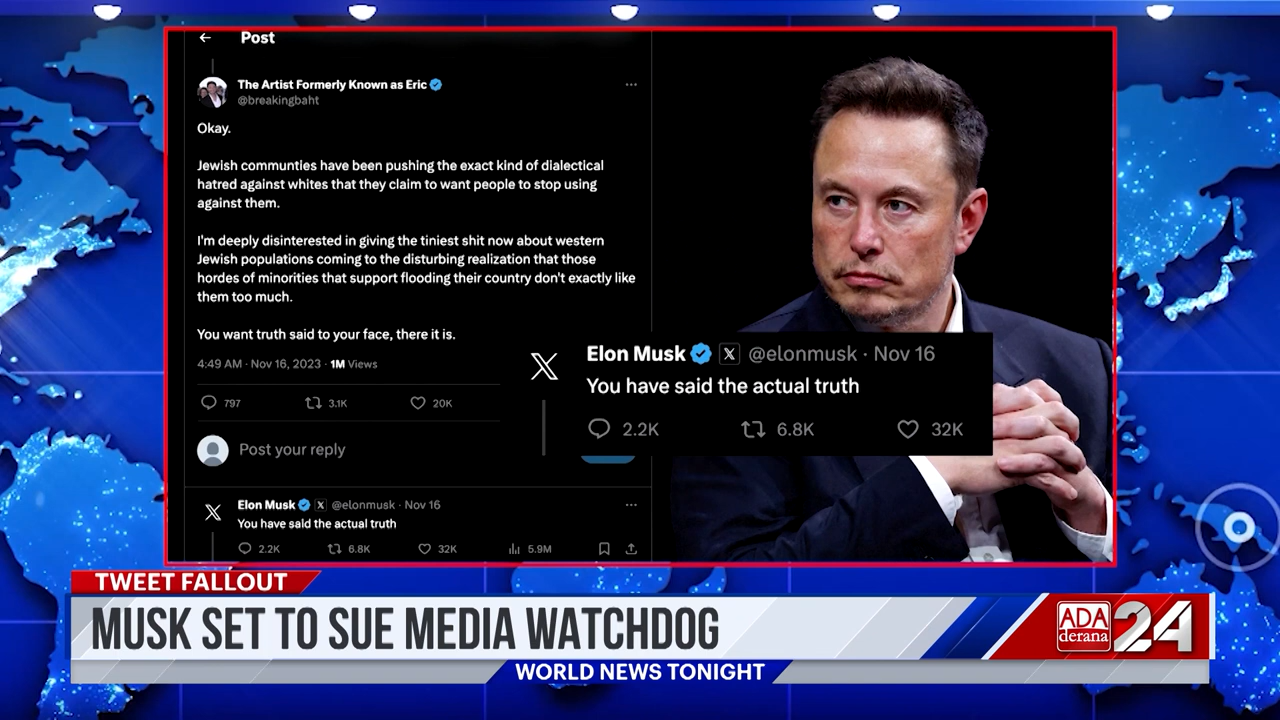 Post
The Artist Formerly Known as Eric
@breakingbaht
Okay.
Jewish communties have been pushing the exact kind of dialectical
hatred against whites that they claim to want people to stop using
against them.
I'm deeply disinterested in giving the tiniest shit now about western
Jewish populations coming to the disturbing realization that those
hordes of minorities that support flooding their country don't exactly like
them too much.
You want truth said to your face, there it is.
4:49 AM · Nov 16, 2023 · 1M Views
797 3.1K 20K
Post your reply
Elon Musk @elonmusk · Nov 16
You have said the actual truth
2.2K 6.8K 32K 5.9M
Elon Musk @elonmusk · Nov 16
You have said the actual truth
2.2K 6.8K 32K
TWEET FALLOUT
MUSK SET TO SUE MEDIA WATCHDOG
ADA
derana
24
WORLD NEWS TONIGHT